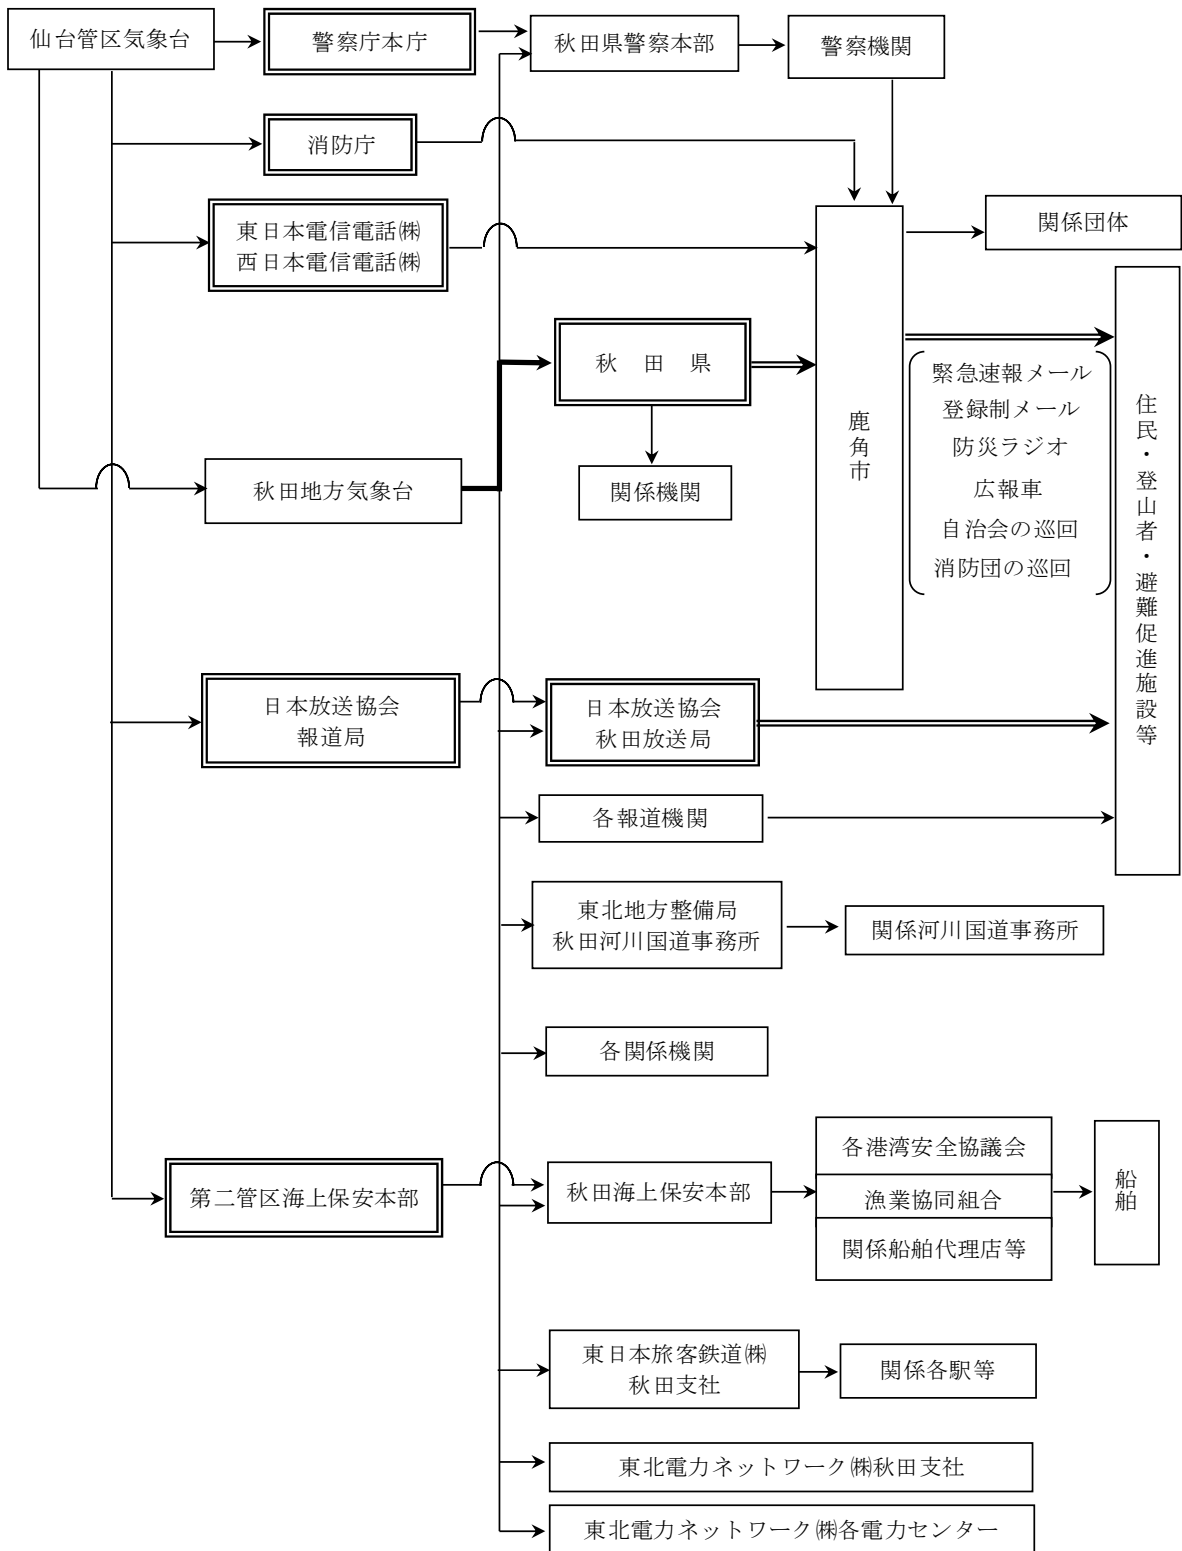 仙台管区気象台
警察庁本庁
秋田県警察本部
警察機関
消防庁
東日本電信電話㈱
西日本電信電話㈱
関係団体
秋　田　県
関係機関
秋田地方気象台
鹿角市
緊急速報メール
登録制メール
防災ラジオ
広報車
自治会の巡回
消防団の巡回
住民・登山者・避難促進施設等
日本放送協会
報道局
日本放送協会
秋田放送局
各報道機関
東北地方整備局
秋田河川国道事務所
関係河川国道事務所
各関係機関
第二管区海上保安本部
秋田海上保安本部
各港湾安全協議会
漁業協同組合
関係船舶代理店等
船舶
東日本旅客鉄道㈱
秋田支社
関係各駅等
東北電力ネットワーク㈱秋田支社
東北電力ネットワーク㈱各電力センター